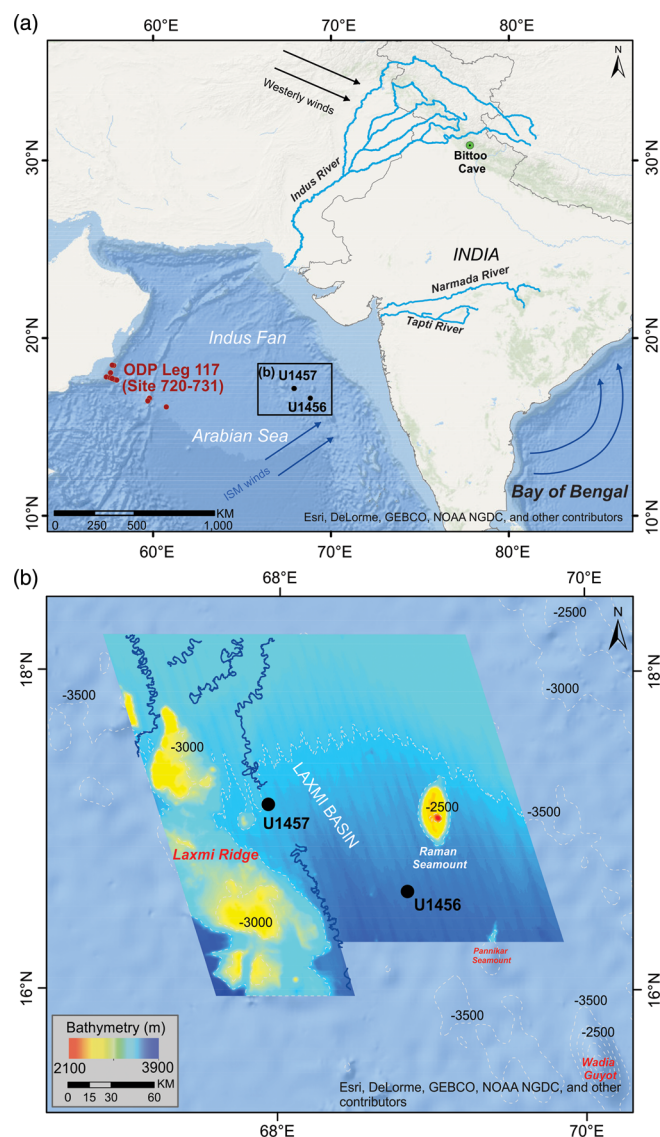 (a)
60°E
70°E
80°E
N
Westerly winds
Indus River
Bittoo
Cave
30°N
30°N
INDIA
Narmada River
Tapti River
20°N
20°N
Indus Fan
ODP Leg 117
(Site 720-731)
(b)
U1457
U1456
Arabian Sea
ISM winds
Bay of Bengal
10°N
10°N
KM
0 250 500 1,000
Esri, DeLorme, GEBCO, NOAA NGDC, and other contributors
60°E
70°E
80°E
(b)
68°E
70°E
N
-2500
18°N
18°N
-3500
-3000
-3000
LAXMI BASIN
U1457
-2500
-3500
Laxmi Ridge
Raman
Seamount
U1456
-3000
Pannikar
Seamount
16°N
16°N
-3500
-3500
-2500
Wadia
Guyot
Bathymetry (m)
2100 3900
KM
0 15 30 60
Esri, DeLorme, GEBCO, NOAA NGDC, and other
contributors
68°E
70°E